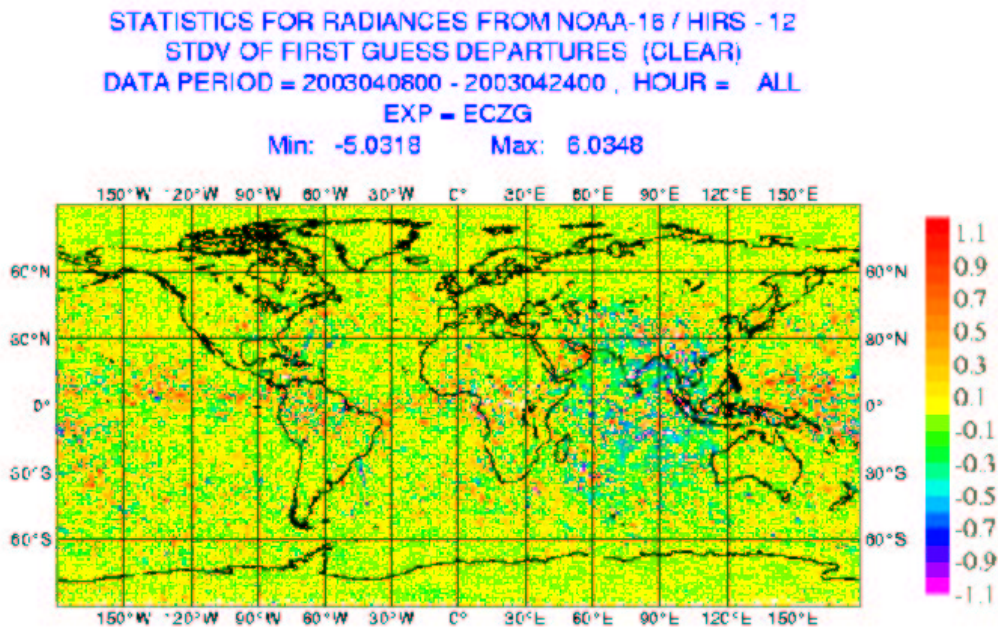 STATISTICS FOR RADIANCES FROM NOAA-16 / HIRS - 12
STDV OF FIRST GUESS DEPARTURES (CLEAR)
DATA PERIOD = 2003040800 - 2003042400 , HOUR = ALL
EXP = ECZG
Min: -5.0318 Max: 6.0348
150°W 120°W 90°W 60°W 30°W 0° 30°E 60°E 90°E 120°E 150°E
60°N 60°N
30°N 30°N
0° 0°
30°S 30°S
60°S 60°S
150°W 120°W 90°W 60°W 30°W 0° 30°E 60°E 90°E 120°E 150°E
1.1
0.9
0.7
0.5
0.3
0.1
-0.1
-0.3
-0.5
-0.7
-0.9
-1.1